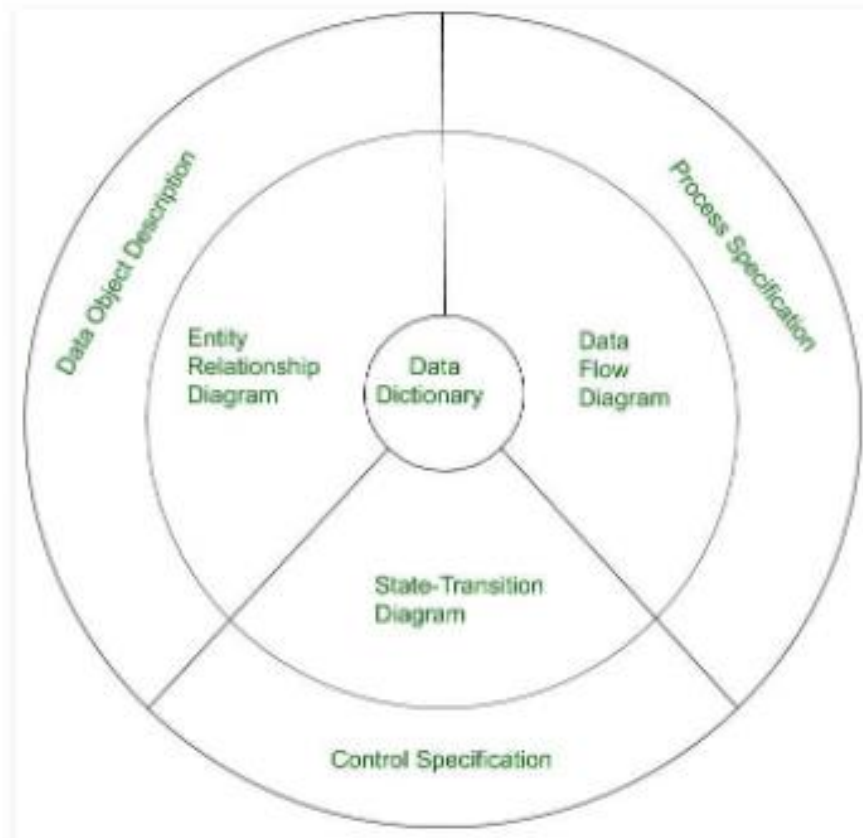 Data Object Description
Process Specification
Entity
Relationship
Diagram
Data
Dictionary
Data
Flow
Diagram
State-Transition
Diagram
Control Specification